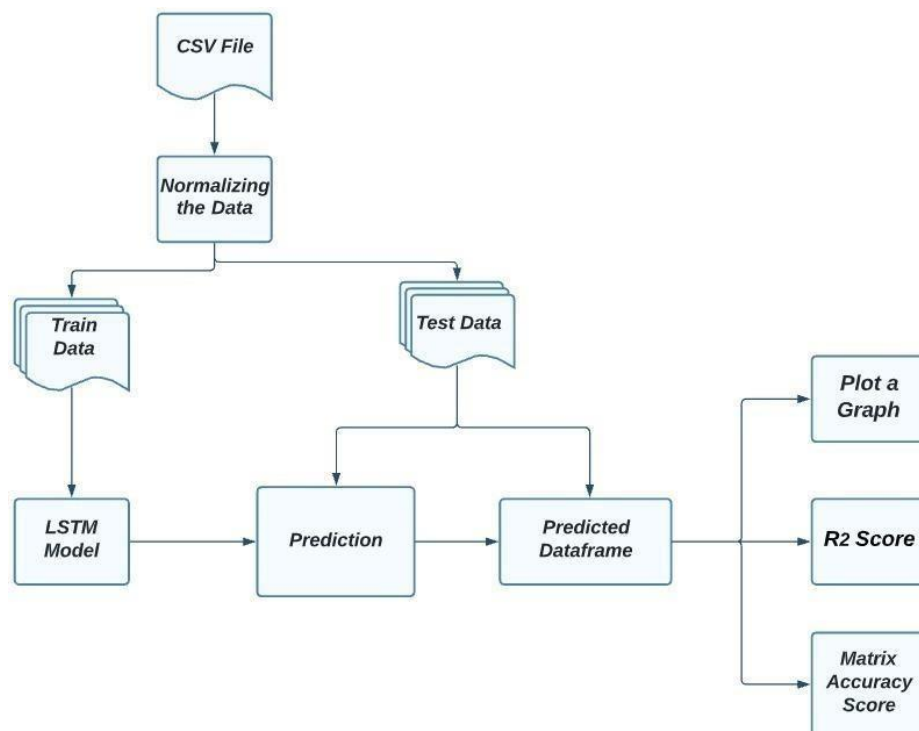 CSV File
Normalizing
the Data
Train
Data
Test Data
Plot a
Graph
LSTM
Model
Prediction
Predicted
Dataframe
R2 Score
Matrix
Accuracy
Score